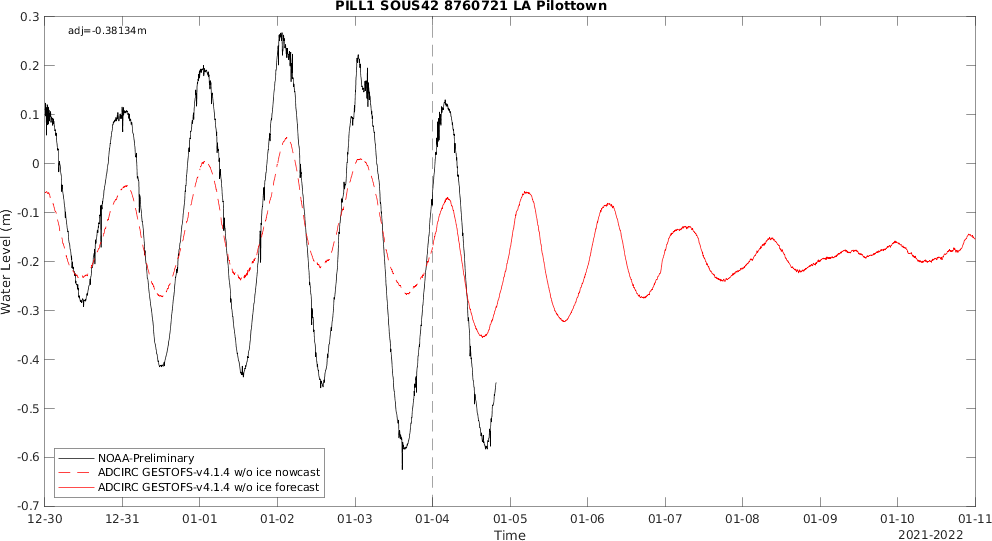 PILL1 SOUS42 8760721 LA Pilottown
adj=-0.38134m
0.3
0.2
0.1
0
-0.1
-0.2
-0.3
-0.4
-0.5
-0.6
-0.7
Water Level (m)
NOAA-Preliminary
ADCIRC GESTOFS-v4.1.4 w/o ice nowcast
ADCIRC GESTOFS-v4.1.4 w/o ice forecast
12-30 12-31 01-01 01-02 01-03 01-04 01-05 01-06 01-07 01-08 01-09 01-10 01-11
Time
2021-2022